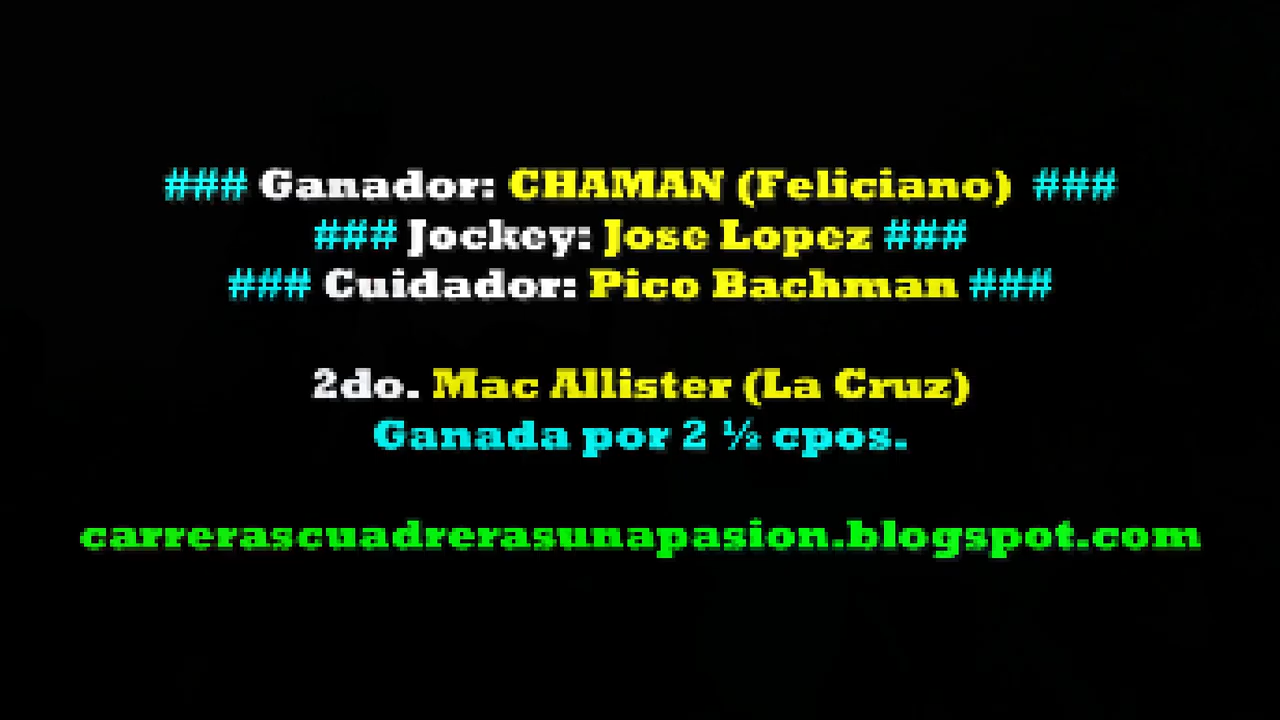 ### Ganador: CHAMAN (Feliciano) ###
### Jockey: Jose Lopez ###
### Cuidador: Pico Bachman ###
2do. Mac Allister (La Cruz)
Ganada por 2 ½ cpos.
carrerascuadrerasunapasion.blogspot.com